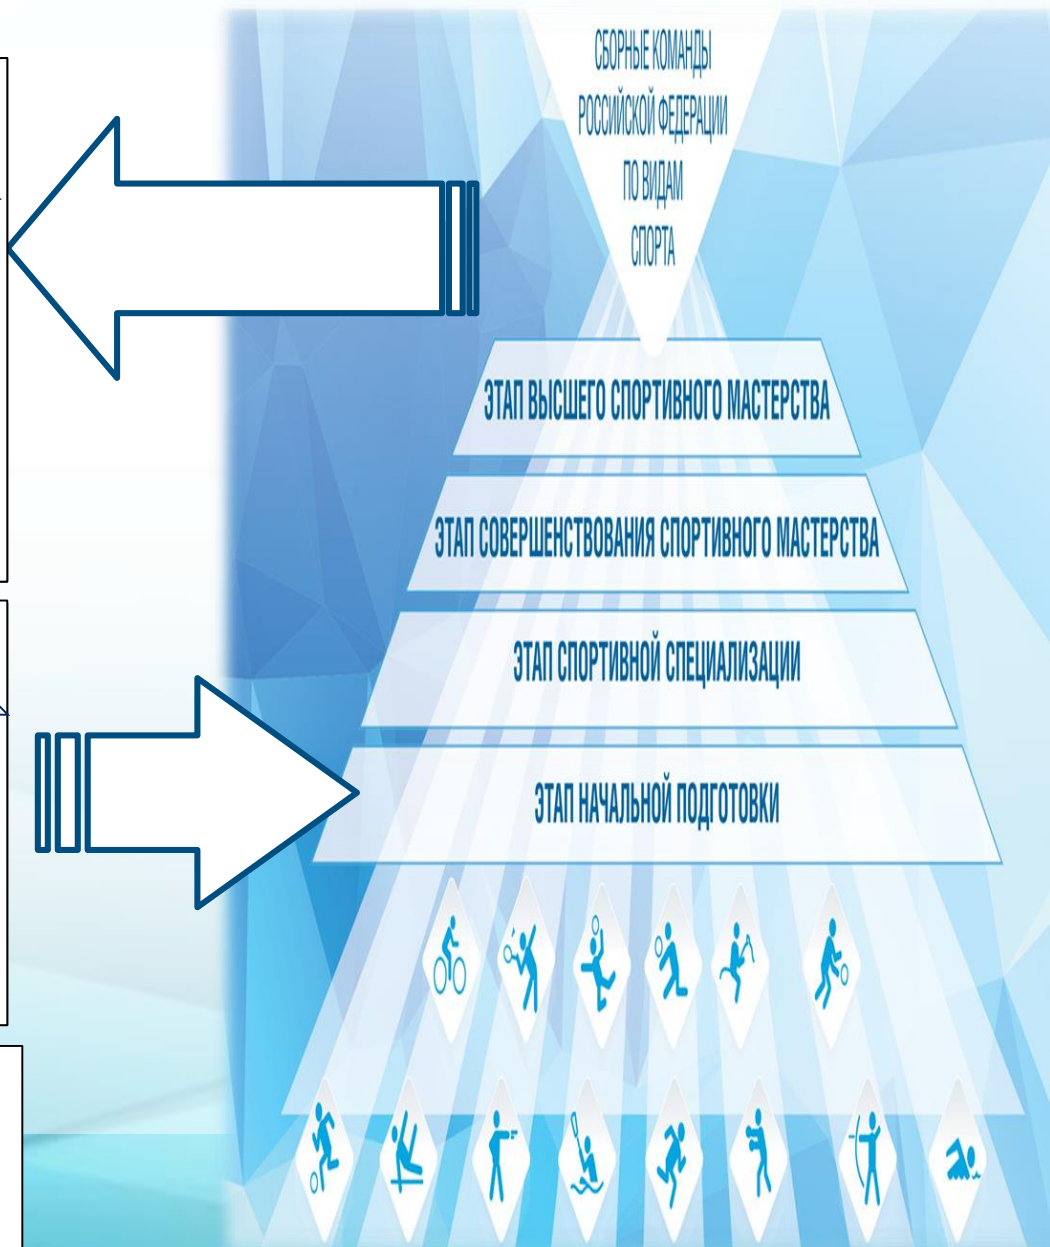 СБОРНЫЕ КОМАНДЫ
РОССИЙСКОЙ ФЕДЕРАЦИИ
ПО ВИДАМ
СПОРТА
ЭТАП ВЫСШЕГО СПОРТИВНОГО МАСТЕРСТВА
ЭТАП СОВЕРШЕНСТВОВАНИЯ СПОРТИВНОГО МАСТЕРСТВА
ЭТАП СПОРТИВНОЙ СПЕЦИАЛИЗАЦИИ
ЭТАП НАЧАЛЬНОЙ ПОДГОТОВКИ